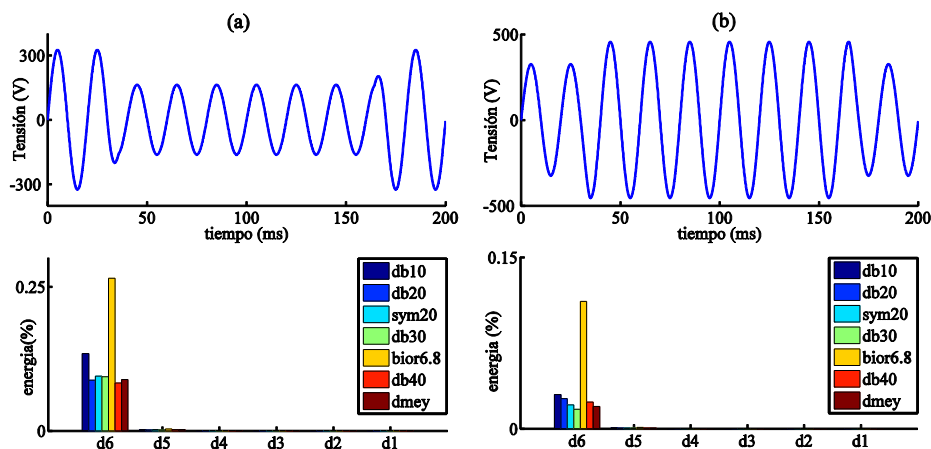 (a)
300
0
-300
Tensión (V)
0
50
100
150
200
tiempo (ms)
(b)
500
0
-500
Tensión (V)
0
50
100
150
200
tiempo (ms)
0.25
0
energia(%)
d6
d5
d4
d3
d2
d1
db10
db20
sym20
db30
bior6.8
db40
dmey
0.15
0
energia (%)
d6
d5
d4
d3
d2
d1
db10
db20
sym20
db30
bior6.8
db40
dmey